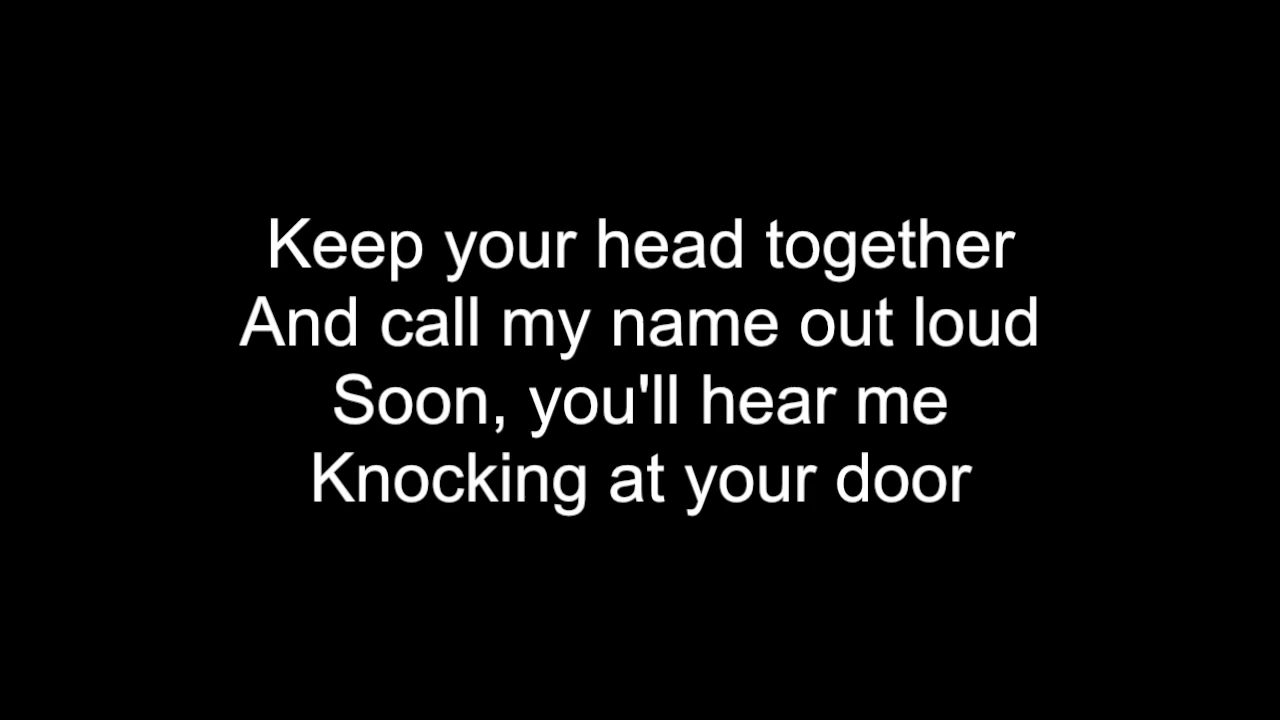 Keep your head together
And call my name out loud
Soon, you'll hear me
Knocking at your door